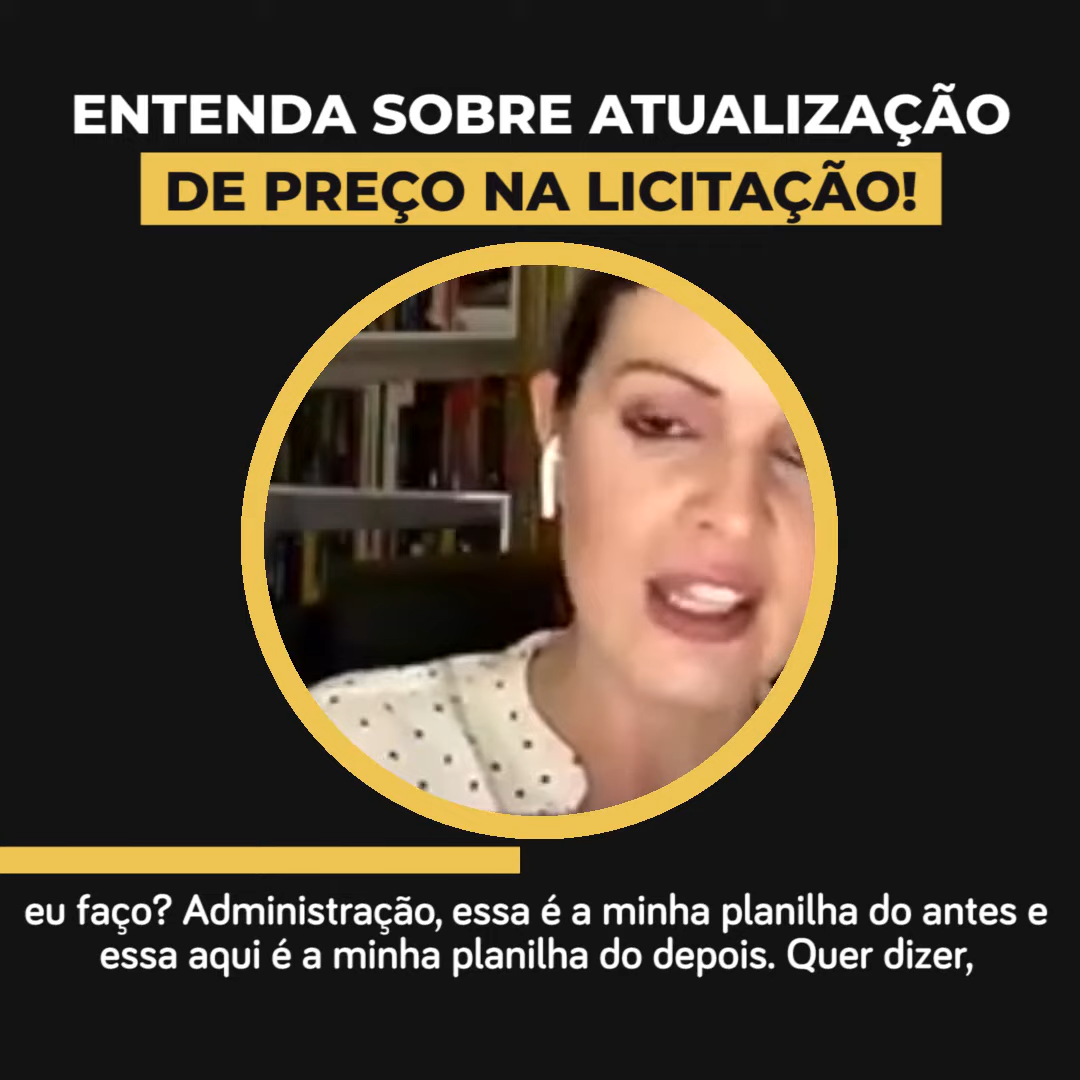 ENTENDA SOBRE ATUALIZAÇÃO
DE PREÇO NA LICITAÇÃO!
eu faço? Administração, essa é a minha planilha do antes e
essa aqui é a minha planilha do depois. Quer dizer,